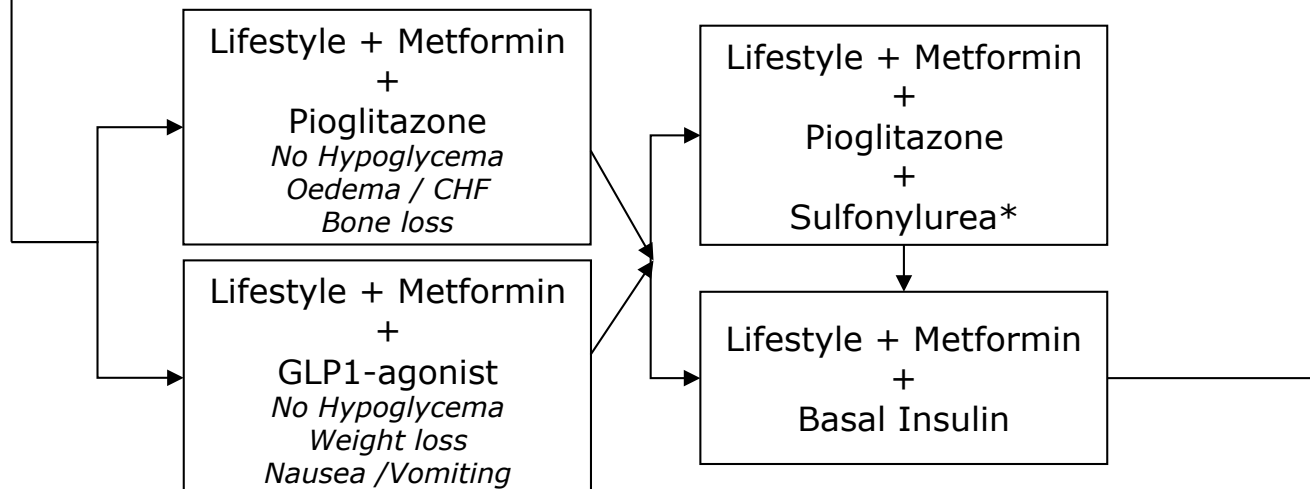 Lifestyle + Metformin
+
Pioglitazone
No Hypoglycema
Oedema / CHF
Bone loss
Lifestyle + Metformin
+
GLP1-agonist
No Hypoglycema
Weight loss
Nausea /Vomiting
Lifestyle + Metformin
+
Pioglitazone
+
Sulfonylurea*
Lifestyle + Metformin
+
Basal Insulin